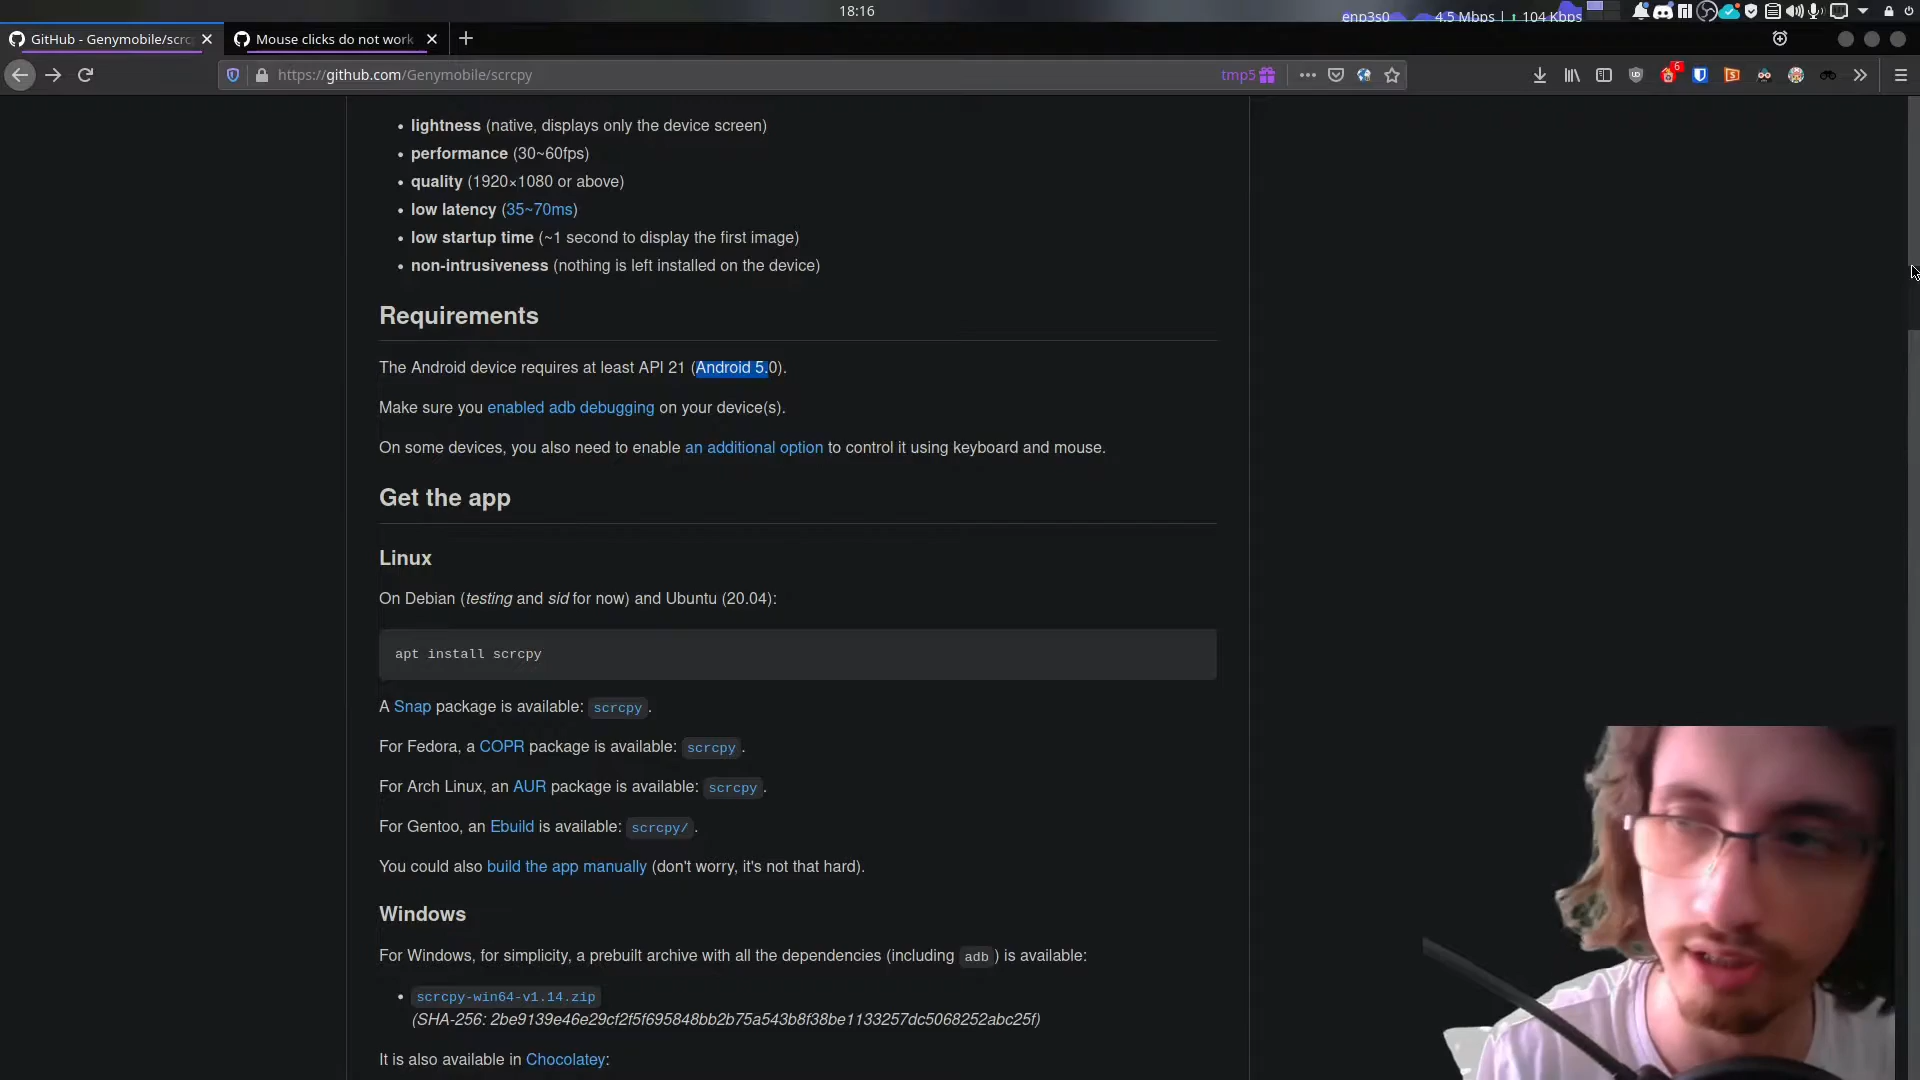 18:16
enp3s0 4.5 Mbps | ↑ 104 Kbps
GitHub - Genymobile/scrc
Mouse clicks do not work
https://github.com/Genymobile/scrcpy
tmp5
6
• lightness (native, displays only the device screen)
• performance (30~60fps)
• quality (1920×1080 or above)
• low latency (35~70ms)
• low startup time (~1 second to display the first image)
• non-intrusiveness (nothing is left installed on the device)
Requirements
The Android device requires at least API 21 (Android 5.0).
Make sure you enabled adb debugging on your device(s).
On some devices, you also need to enable an additional option to control it using keyboard and mouse.
Get the app
Linux
On Debian (testing and sid for now) and Ubuntu (20.04):
apt install scrcpy
A Snap package is available: scrcpy.
For Fedora, a COPR package is available: scrcpy.
For Arch Linux, an AUR package is available: scrcpy.
For Gentoo, an Ebuild is available: scrcpy/.
You could also build the app manually (don't worry, it's not that hard).
Windows
For Windows, for simplicity, a prebuilt archive with all the dependencies (including adb) is available:
• scrcpy-win64-v1.14.zip
(SHA-256: 2be9139e46e29cf2f5f695848bb2b75a543b8f38be1133257dc5068252abc25f)
It is also available in Chocolatey: